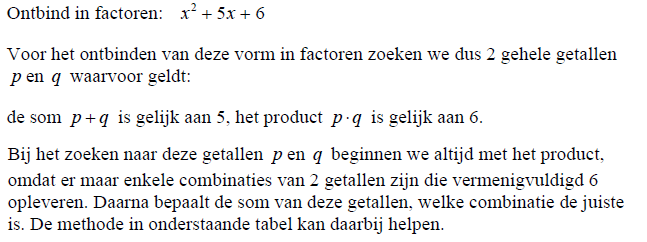 Ontbind in factoren: x² + 5x + 6
Voor het ontbinden van deze vorm in factoren zoeken we dus 2 gehele getallen
p en q waarvoor geldt:
de som p + q is gelijk aan 5, het product p · q is gelijk aan 6.
Bij het zoeken naar deze getallen p en q beginnen we altijd met het product,
omdat er maar enkele combinaties van 2 getallen zijn die vermenigvuldigd 6
opleveren. Daarna bepaalt de som van deze getallen, welke combinatie de juiste
is. De methode in onderstaande tabel kan daarbij helpen.